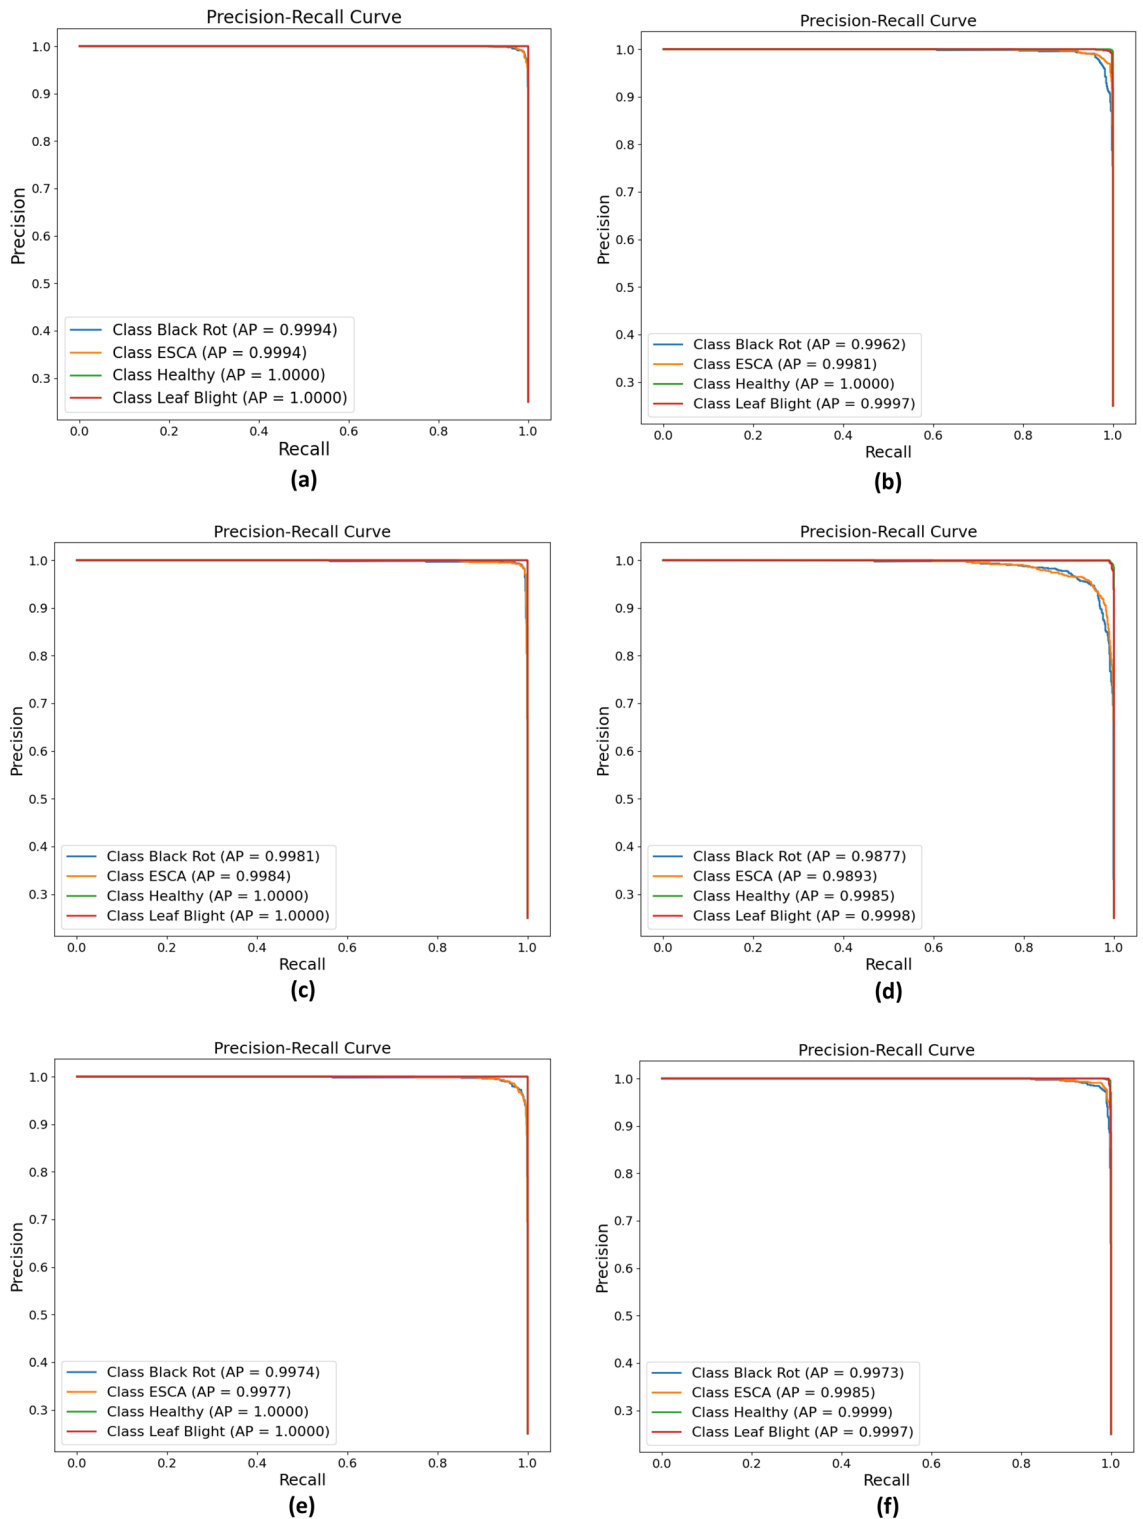 Precision-Recall Curve
1.0
0.9
0.8
0.7
0.6
0.5
0.4
0.3
Precision
Class Black Rot (AP = 0.9994)
Class ESCA (AP = 0.9994)
Class Healthy (AP = 1.0000)
Class Leaf Blight (AP = 1.0000)
0.0 0.2 0.4 0.6 0.8 1.0
Recall
(a)
Precision-Recall Curve
1.0
0.9
0.8
0.7
0.6
0.5
0.4
0.3
Precision
Class Black Rot (AP = 0.9962)
Class ESCA (AP = 0.9981)
Class Healthy (AP = 1.0000)
Class Leaf Blight (AP = 0.9997)
0.0 0.2 0.4 0.6 0.8 1.0
Recall
(b)
Precision-Recall Curve
1.0
0.9
0.8
0.7
0.6
0.5
0.4
0.3
Precision
Class Black Rot (AP = 0.9981)
Class ESCA (AP = 0.9984)
Class Healthy (AP = 1.0000)
Class Leaf Blight (AP = 1.0000)
0.0 0.2 0.4 0.6 0.8 1.0
Recall
(c)
Precision-Recall Curve
1.0
0.9
0.8
0.7
0.6
0.5
0.4
0.3
Precision
Class Black Rot (AP = 0.9877)
Class ESCA (AP = 0.9893)
Class Healthy (AP = 0.9985)
Class Leaf Blight (AP = 0.9998)
0.0 0.2 0.4 0.6 0.8 1.0
Recall
(d)
Precision-Recall Curve
1.0
0.9
0.8
0.7
0.6
0.5
0.4
0.3
Precision
Class Black Rot (AP = 0.9974)
Class ESCA (AP = 0.9977)
Class Healthy (AP = 1.0000)
Class Leaf Blight (AP = 1.0000)
0.0 0.2 0.4 0.6 0.8 1.0
Recall
(e)
Precision-Recall Curve
1.0
0.9
0.8
0.7
0.6
0.5
0.4
0.3
Precision
Class Black Rot (AP = 0.9973)
Class ESCA (AP = 0.9985)
Class Healthy (AP = 0.9999)
Class Leaf Blight (AP = 0.9997)
0.0 0.2 0.4 0.6 0.8 1.0
Recall
(f)